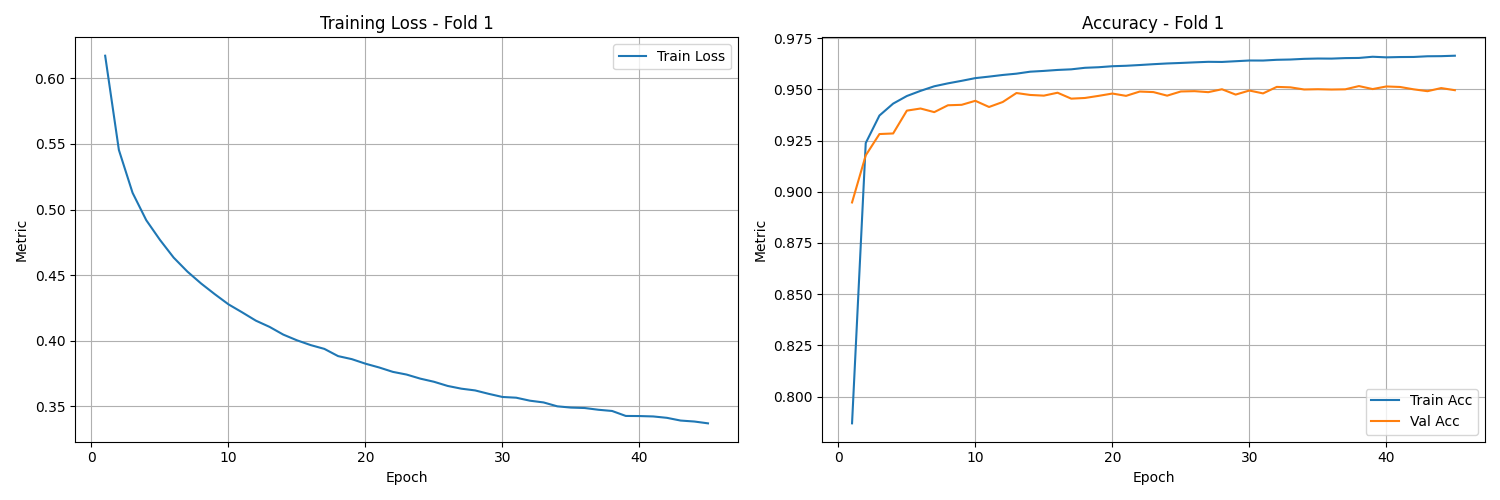 Training Loss - Fold 1
Metric
0.60
0.55
0.50
0.45
0.40
0.35
Train Loss
0 10 20 30 40
Epoch
Accuracy - Fold 1
Metric
0.975
0.950
0.925
0.900
0.875
0.850
0.825
0.800
Train Acc
Val Acc
0 10 20 30 40
Epoch